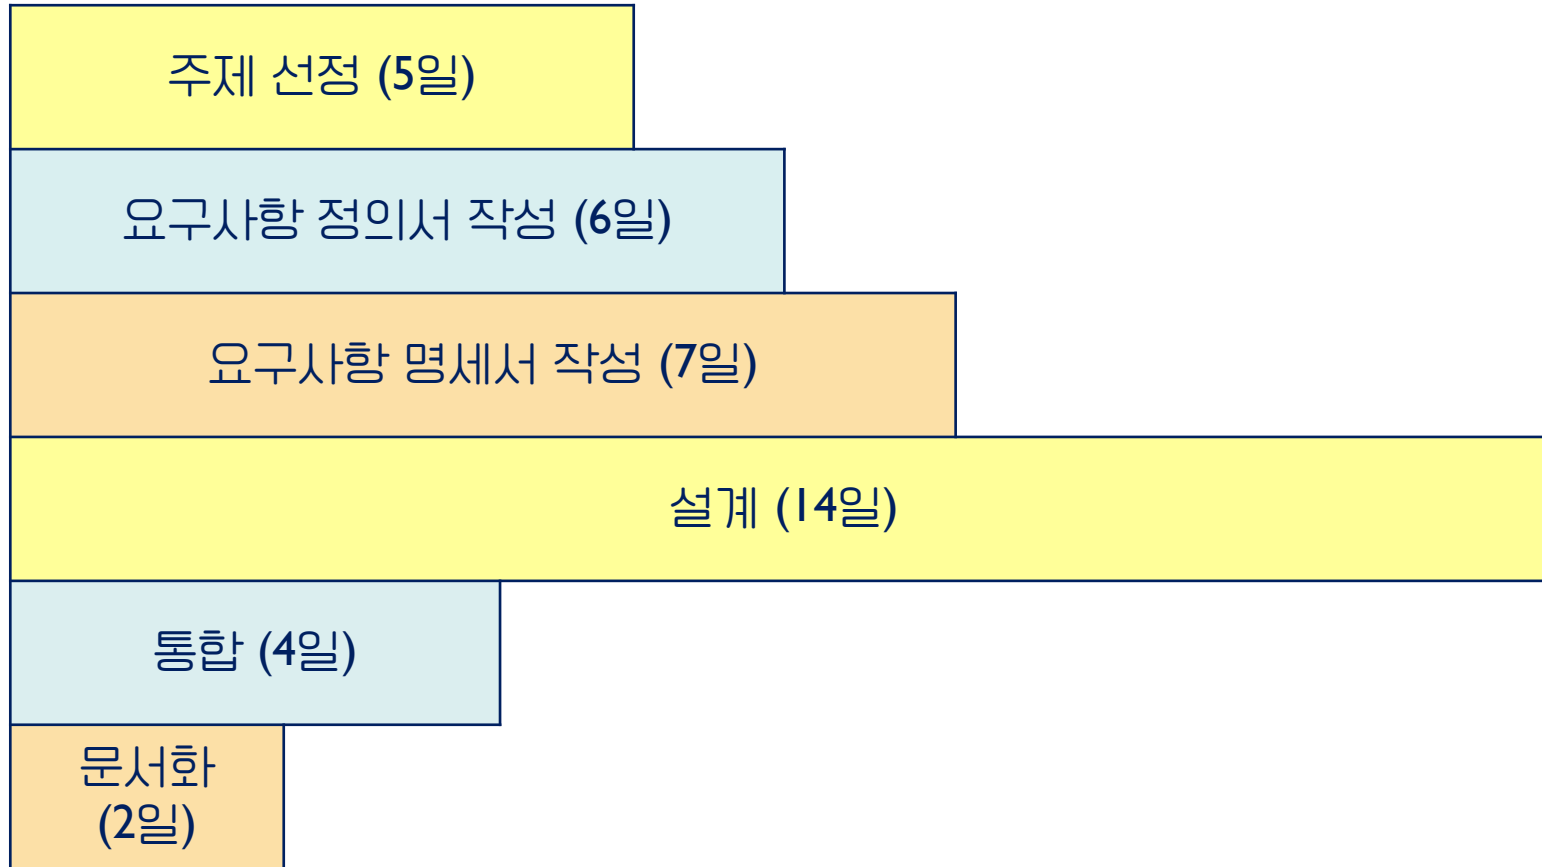 주제 선정 (5일)
요구사항 정의서 작성 (6일)
요구사항 명세서 작성 (7일)
설계 (14일)
통합 (4일)
문서화
(2일)